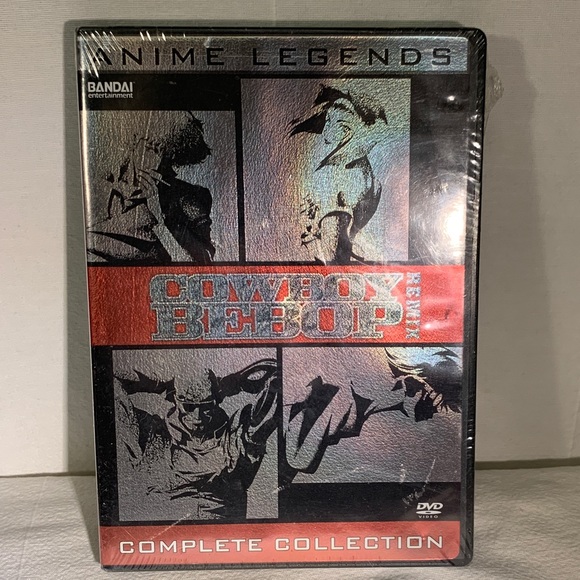 ANIME LEGENDS
BANDAI
entertainment
COWBOY
BEBOP
REMIX
DVD
VIDEO
COMPLETE COLLECTION